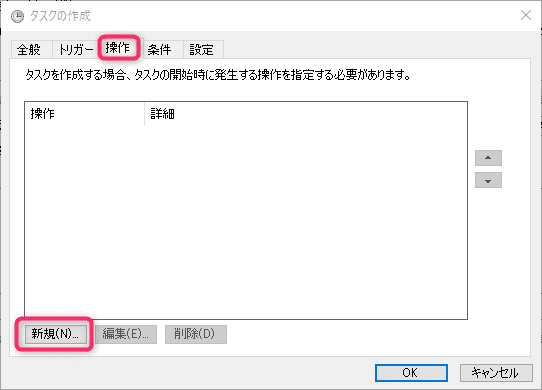 タスクの作成
全般 トリガー 操作 条件 設定
タスクを作成する場合、タスクの開始時に発生する操作を指定する必要があります。
操作 詳細
新規(N)... 編集(E)... 削除(D)
OK キャンセル